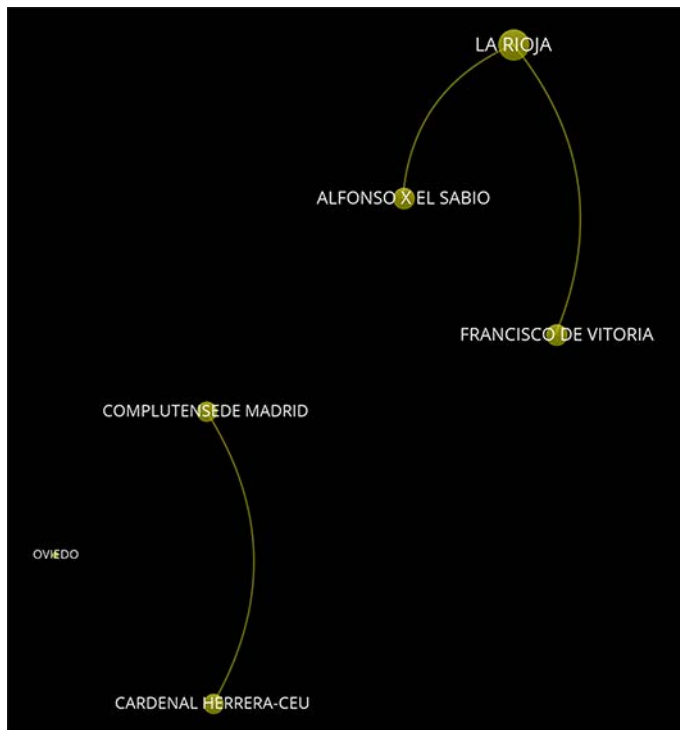 LA RIOJA
ALFONSO X EL SABIO
FRANCISCO DE VITORIA
COMPLUTENSEDE MADRID
OVIEDO
CARDENAL HERRERA-CEU